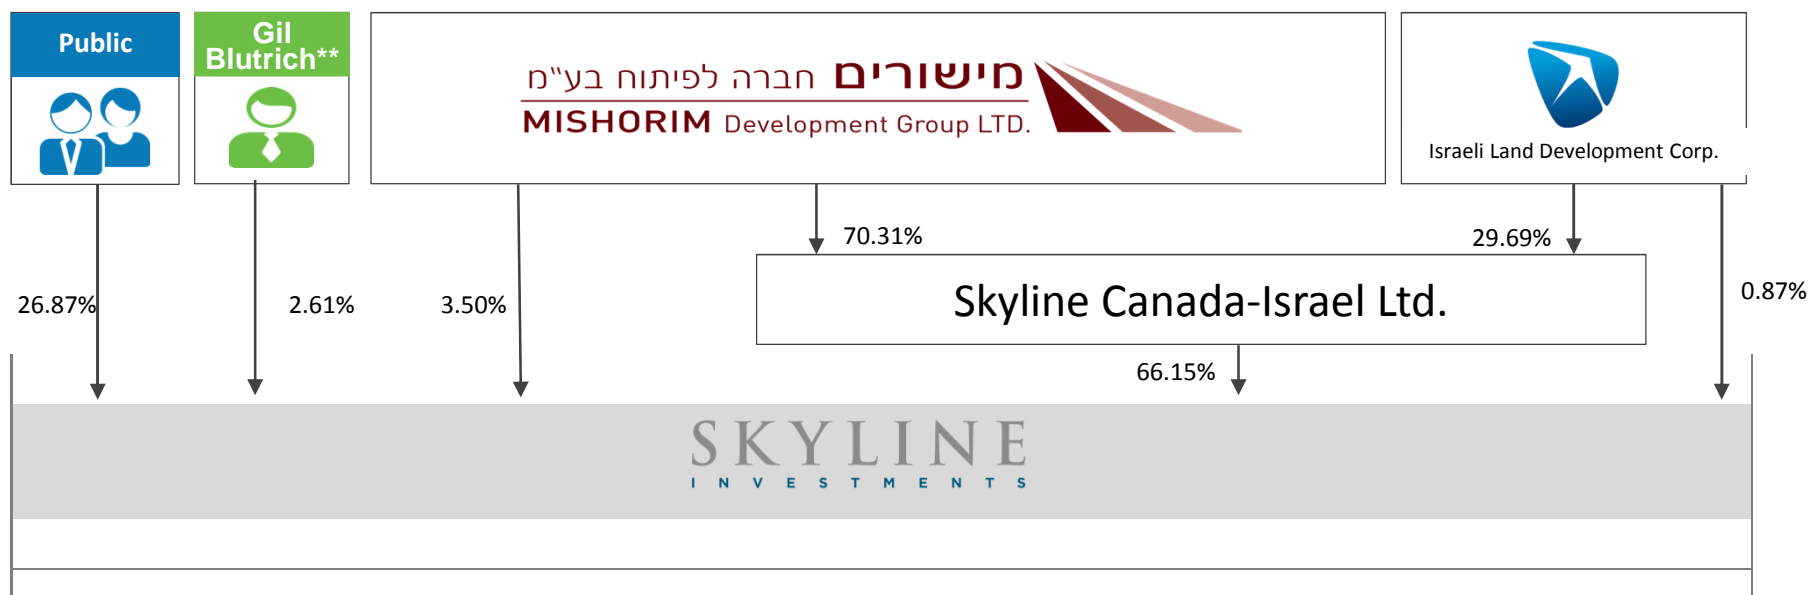 Public
Gil
Blutrich**
מישורים חברה לפיתוח בע"מ
MISHORIM Development Group LTD.
Israeli Land Development Corp.
70.31%
29.69%
26.87%
2.61%
3.50%
Skyline Canada-Israel Ltd.
0.87%
66.15%
SKYLINE
INVESTMENTS